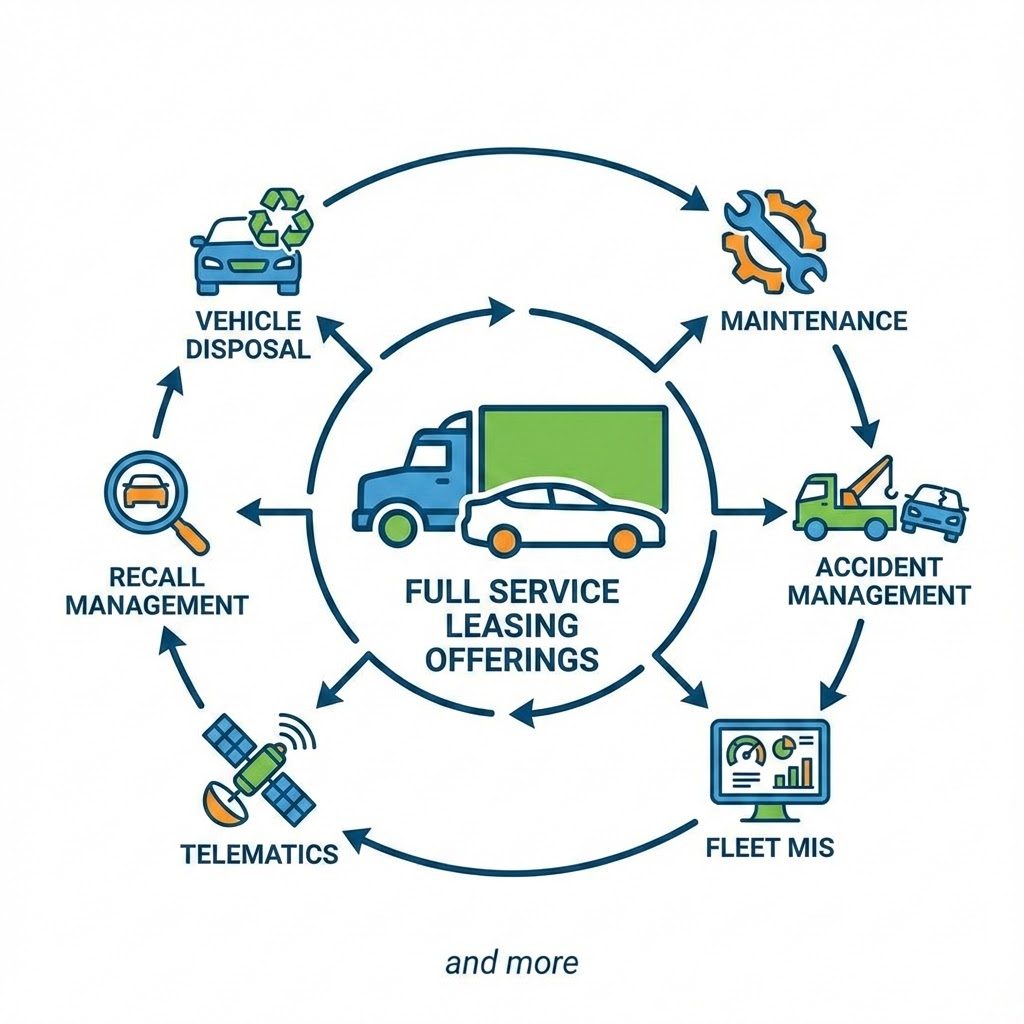 VEHICLE
DISPOSAL
MAINTENANCE
RECALL
MANAGEMENT
FULL SERVICE
LEASING
OFFERINGS
ACCIDENT
MANAGEMENT
TELEMATICS
FLEET MIS
and more